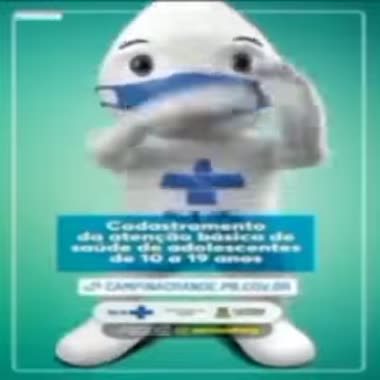 Cadastramento
da atenção básica de
saúde de adolescentes
de 10 a 19 anos
CAMPINAGRANDE.PB.GOV.BR